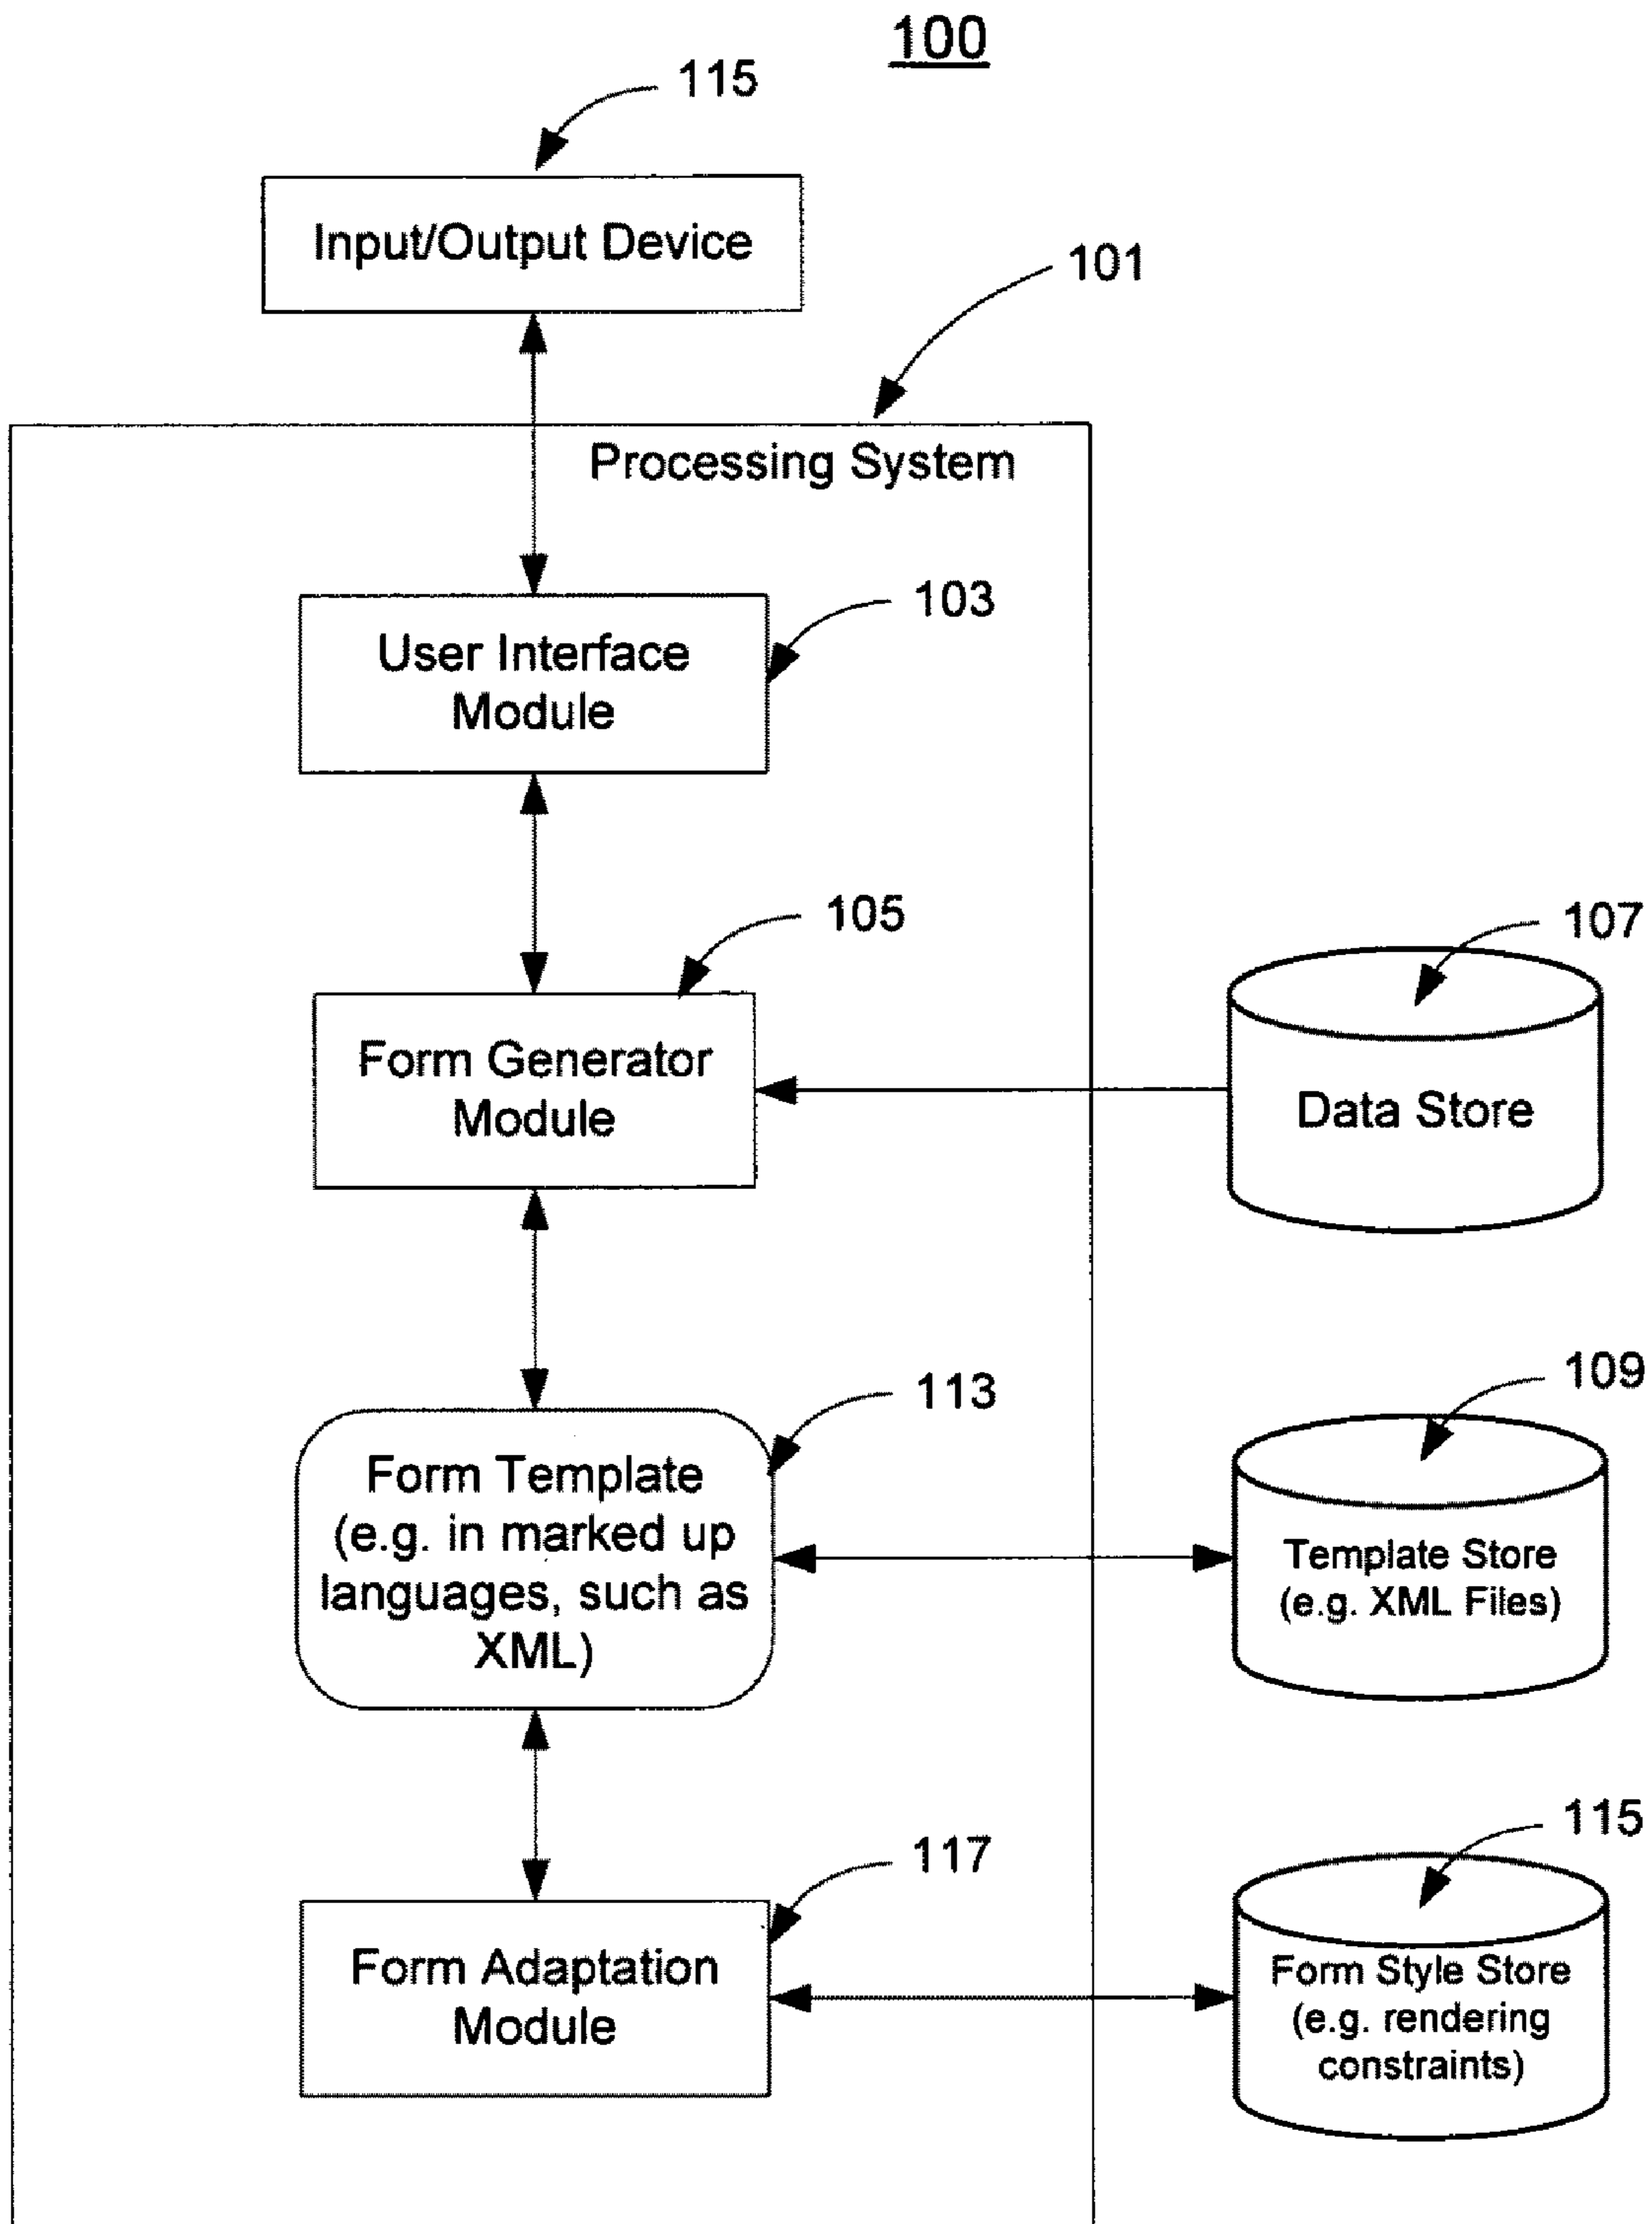 100
115
Input/Output Device
101
Processing System
103
User Interface
Module
105
107
Form Generator
Module
Data Store
113
109
Form Template
(e.g. in marked up
languages, such as
XML)
Template Store
(e.g. XML Files)
117
115
Form Adaptation
Module
Form Style Store
(e.g. rendering
constraints)